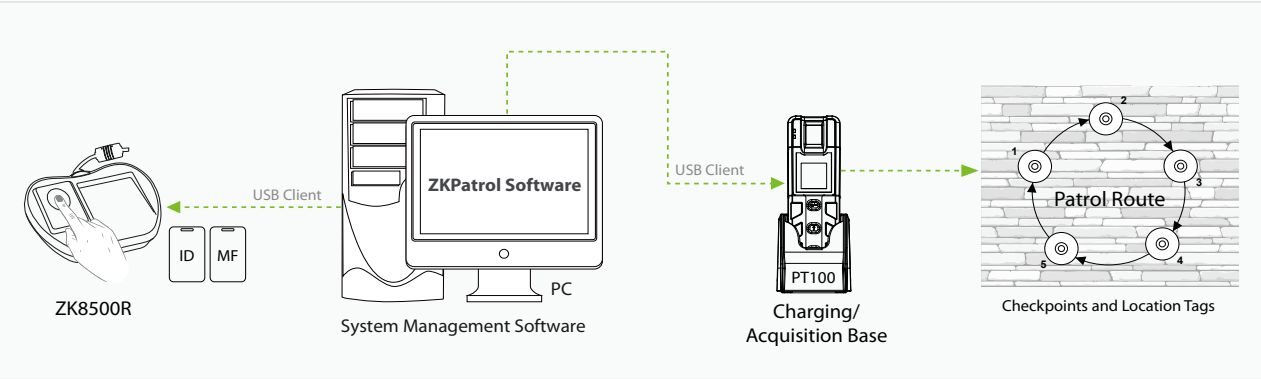 USB Client
ID
MF
ZK8500R
ZKPatrol Software
PC
System Management Software
USB Client
PT100
Charging/
Acquisition Base
2
1
3
Patrol Route
5
4
Checkpoints and Location Tags